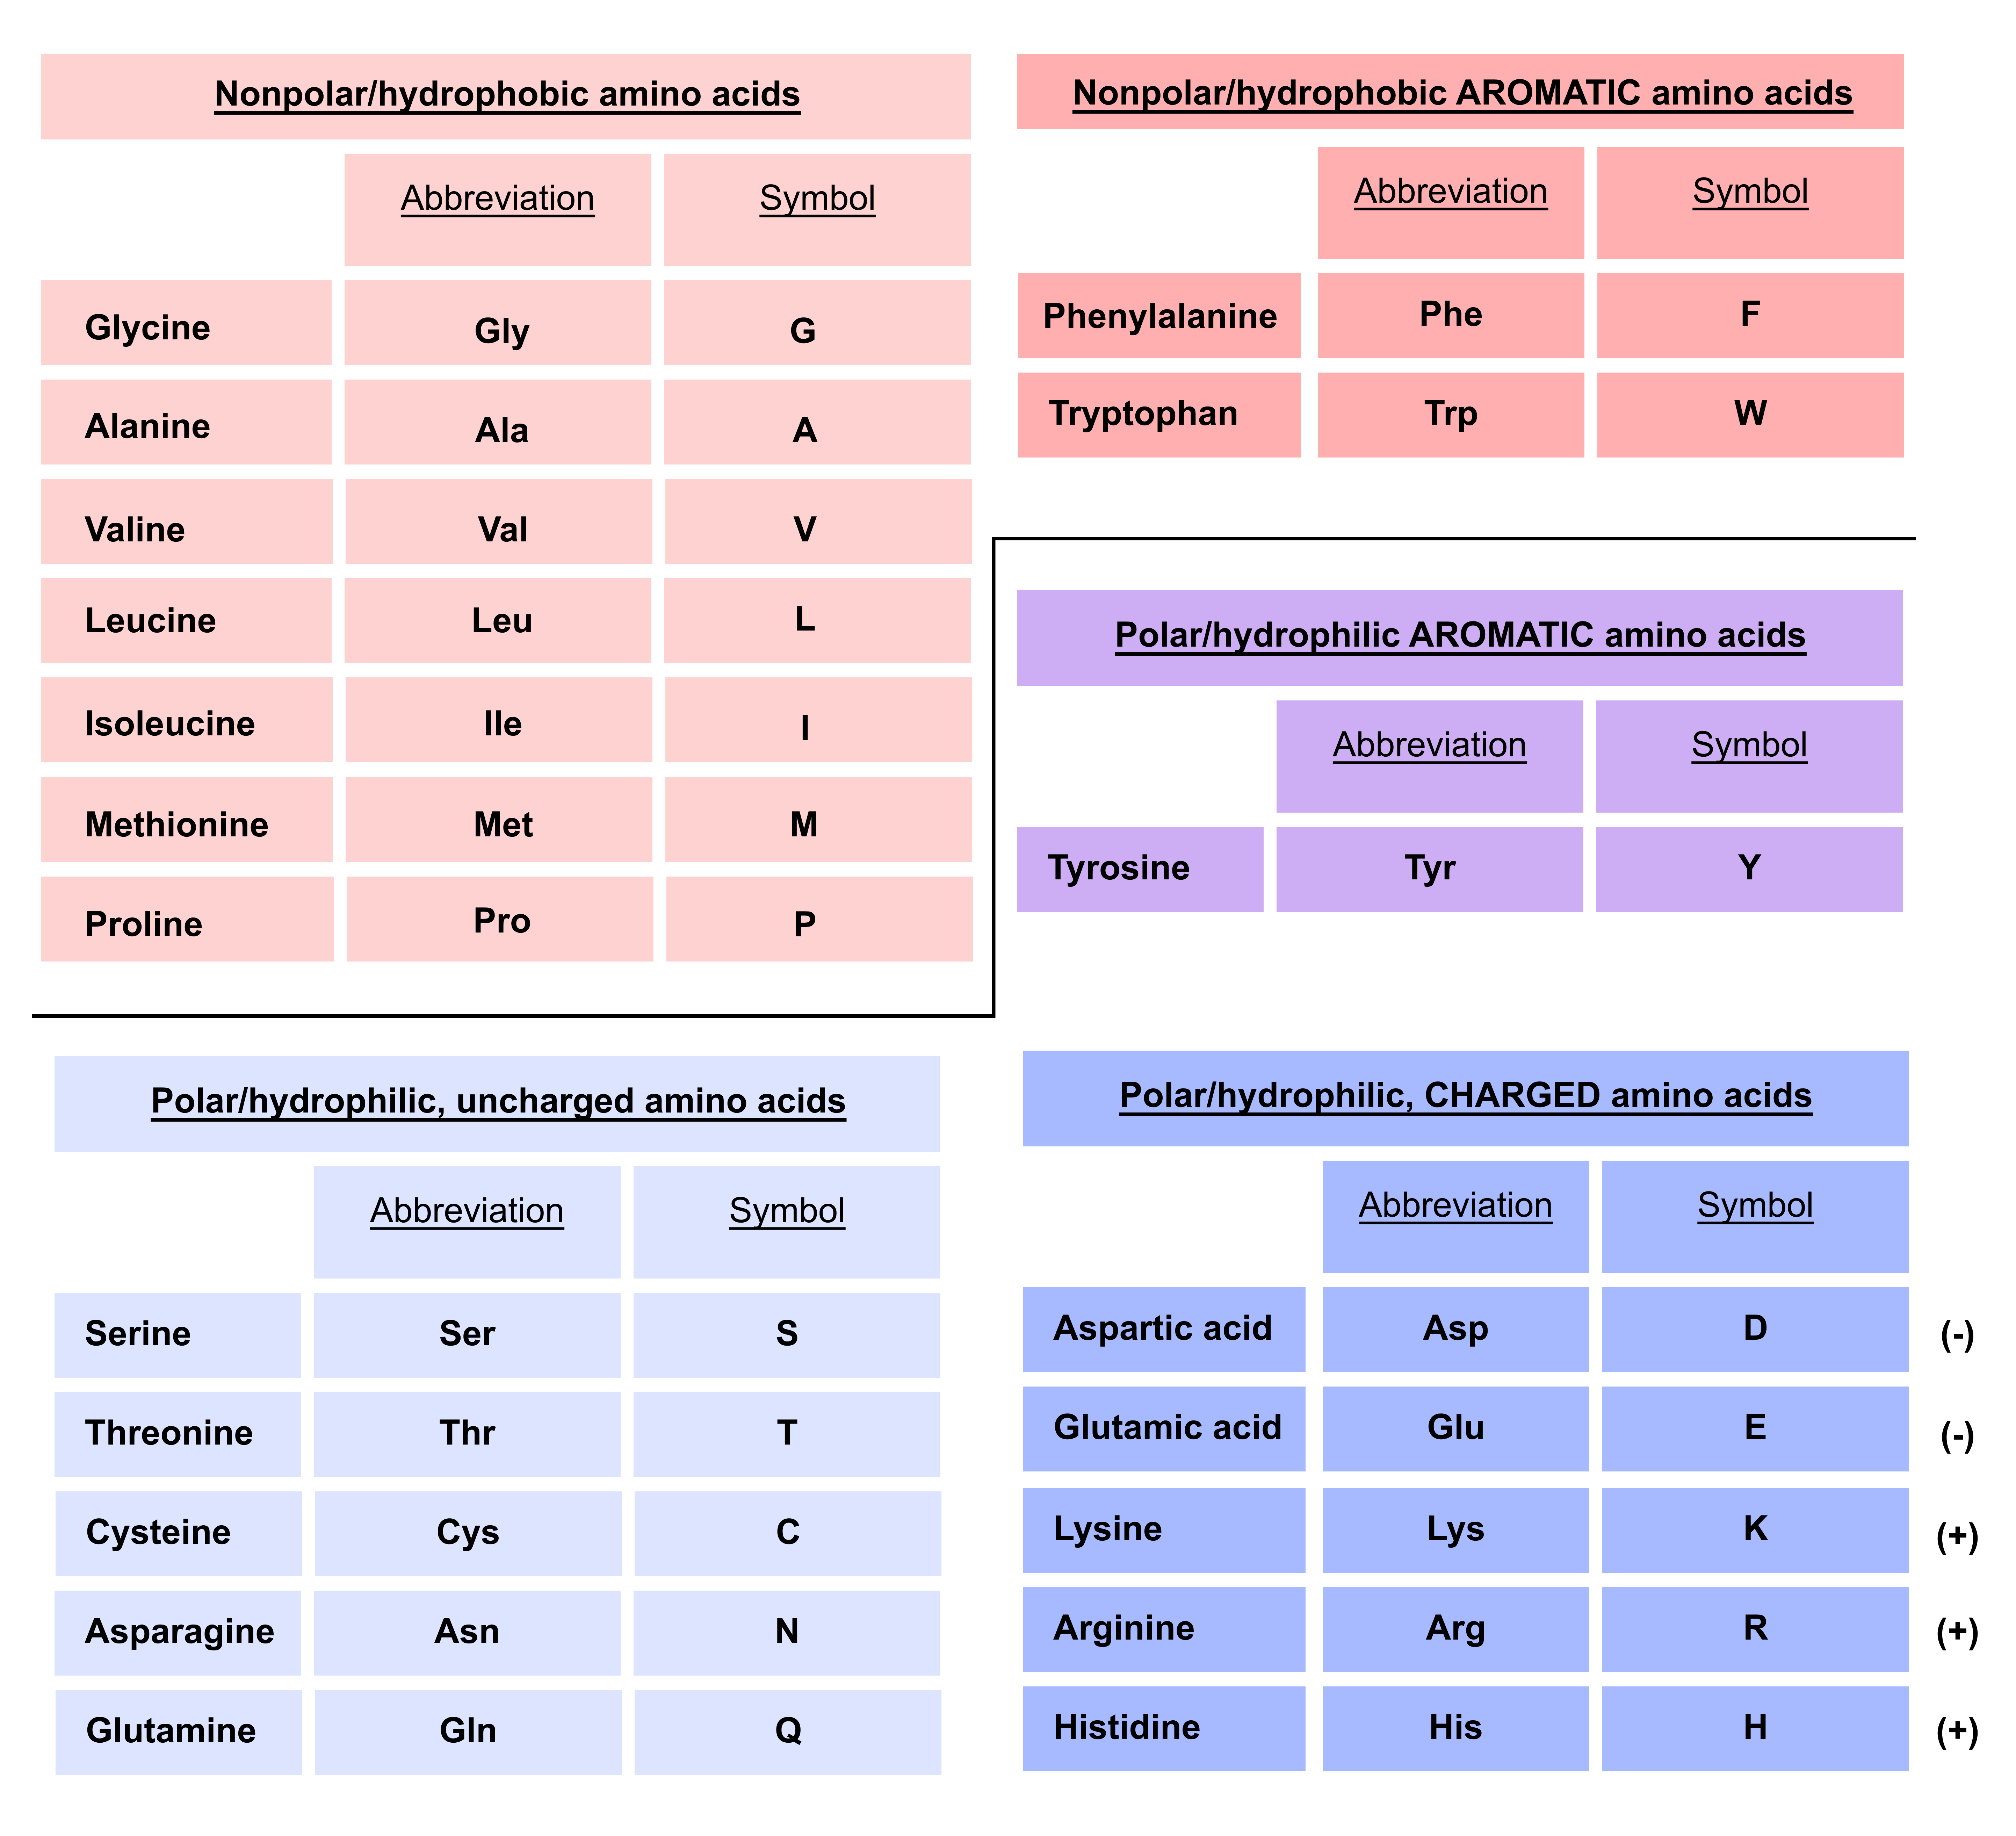 Nonpolar/hydrophobic amino acids
Abbreviation Symbol
Glycine Gly G
Alanine Ala A
Valine Val V
Leucine Leu L
Isoleucine Ile I
Methionine Met M
Proline Pro P
Nonpolar/hydrophobic AROMATIC amino acids
Abbreviation Symbol
Phenylalanine Phe F
Tryptophan Trp W
Polar/hydrophilic AROMATIC amino acids
Abbreviation Symbol
Tyrosine Tyr Y
Polar/hydrophilic, uncharged amino acids
Abbreviation Symbol
Serine Ser S
Threonine Thr T
Cysteine Cys C
Asparagine Asn N
Glutamine Gln Q
Polar/hydrophilic, CHARGED amino acids
Abbreviation Symbol
Aspartic acid Asp D (-)
Glutamic acid Glu E (-)
Lysine Lys K (+)
Arginine Arg R (+)
Histidine His H (+)